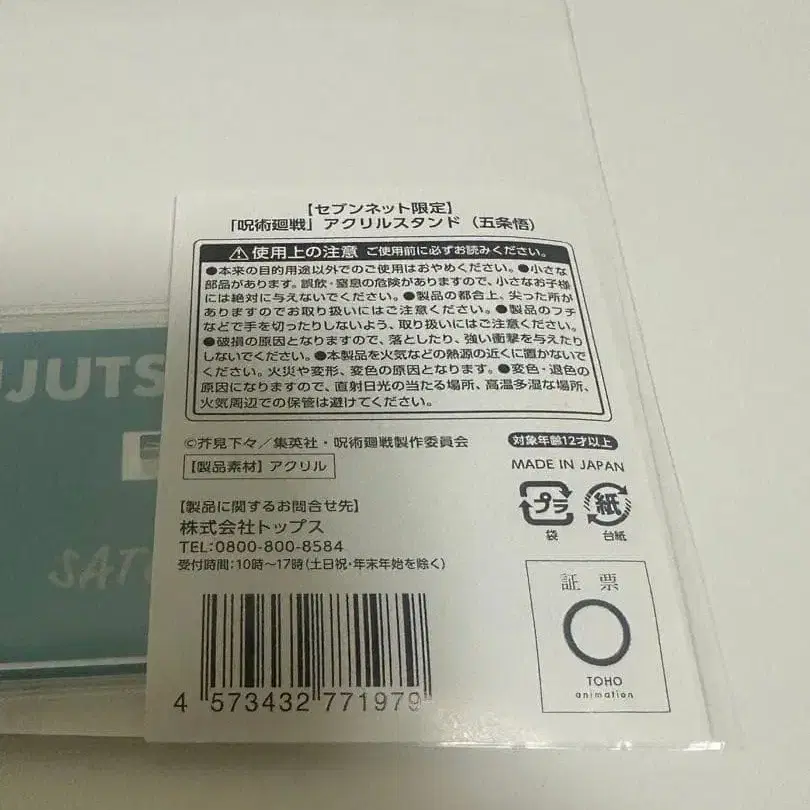 【セブンネット限定】
「呪術廻戦」アクリルスタンド（五条悟）
⚠使用上の注意 ご使用前に必ずお読みください。
●本来の目的用途以外でのご使用はおやめください。●小さな
部品があります。誤飲・窒息の危険がありますので、小さなお子様
には絶対に与えないでください。●製品の都合上、尖った所が
ありますのでお取り扱いにはご注意ください。●製品のフチ
などで手を切ったりしないよう、取り扱いにはご注意ください。
●破損の原因となりますので、落としたり、強い衝撃を与えたり
しないでください。●本製品を火気などの熱源の近くに置かないで
ください。火災や変形、変色の原因となります。●変色・退色の
原因になりますので、直射日光の当たる場所、高温多湿な場所、
火気周辺での保管は避けてください。
©芥見下々／集英社・呪術廻戦製作委員会
【製品素材】アクリル
対象年齢12才以上
MADE IN JAPAN
プラ
袋
紙
台紙
【製品に関するお問合せ先】
株式会社トップス
TEL:0800-800-8584
受付時間：10時〜17時(土日祝・年末年始を除く)
4 573432 771979
証票
TOHO
animation
JUTS
SAT